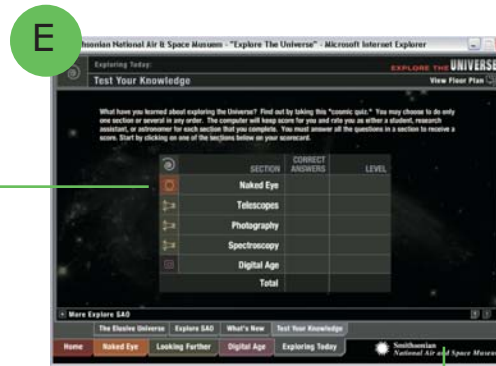 E
onian National Air & Space Musuem - "Explore The Universe" - Microsoft Internet Explorer
Exploring Today:
EXPLORE THE UNIVERSE
Test Your Knowledge
View Floor Plan
What have you learned about exploring the Universe? Find out by taking this "cosmic quiz." You may choose to do only
one section or several in any order. The computer will keep score for you and rate you as either a student, research
assistant, or astronomer for each section that you complete. You must answer all the questions in a section to receive a
score. Start by clicking on one of the sections below on your scorecard.
SECTION CORRECT ANSWERS LEVEL
Naked Eye
Telescopes
Photography
Spectroscopy
Digital Age
Total
More Explore SAO
The Elusive Universe Explore SAO What's New Test Your Knowledge
Home Naked Eye Looking Further Digital Age Exploring Today
Smithsonian
National Air and Space Museu